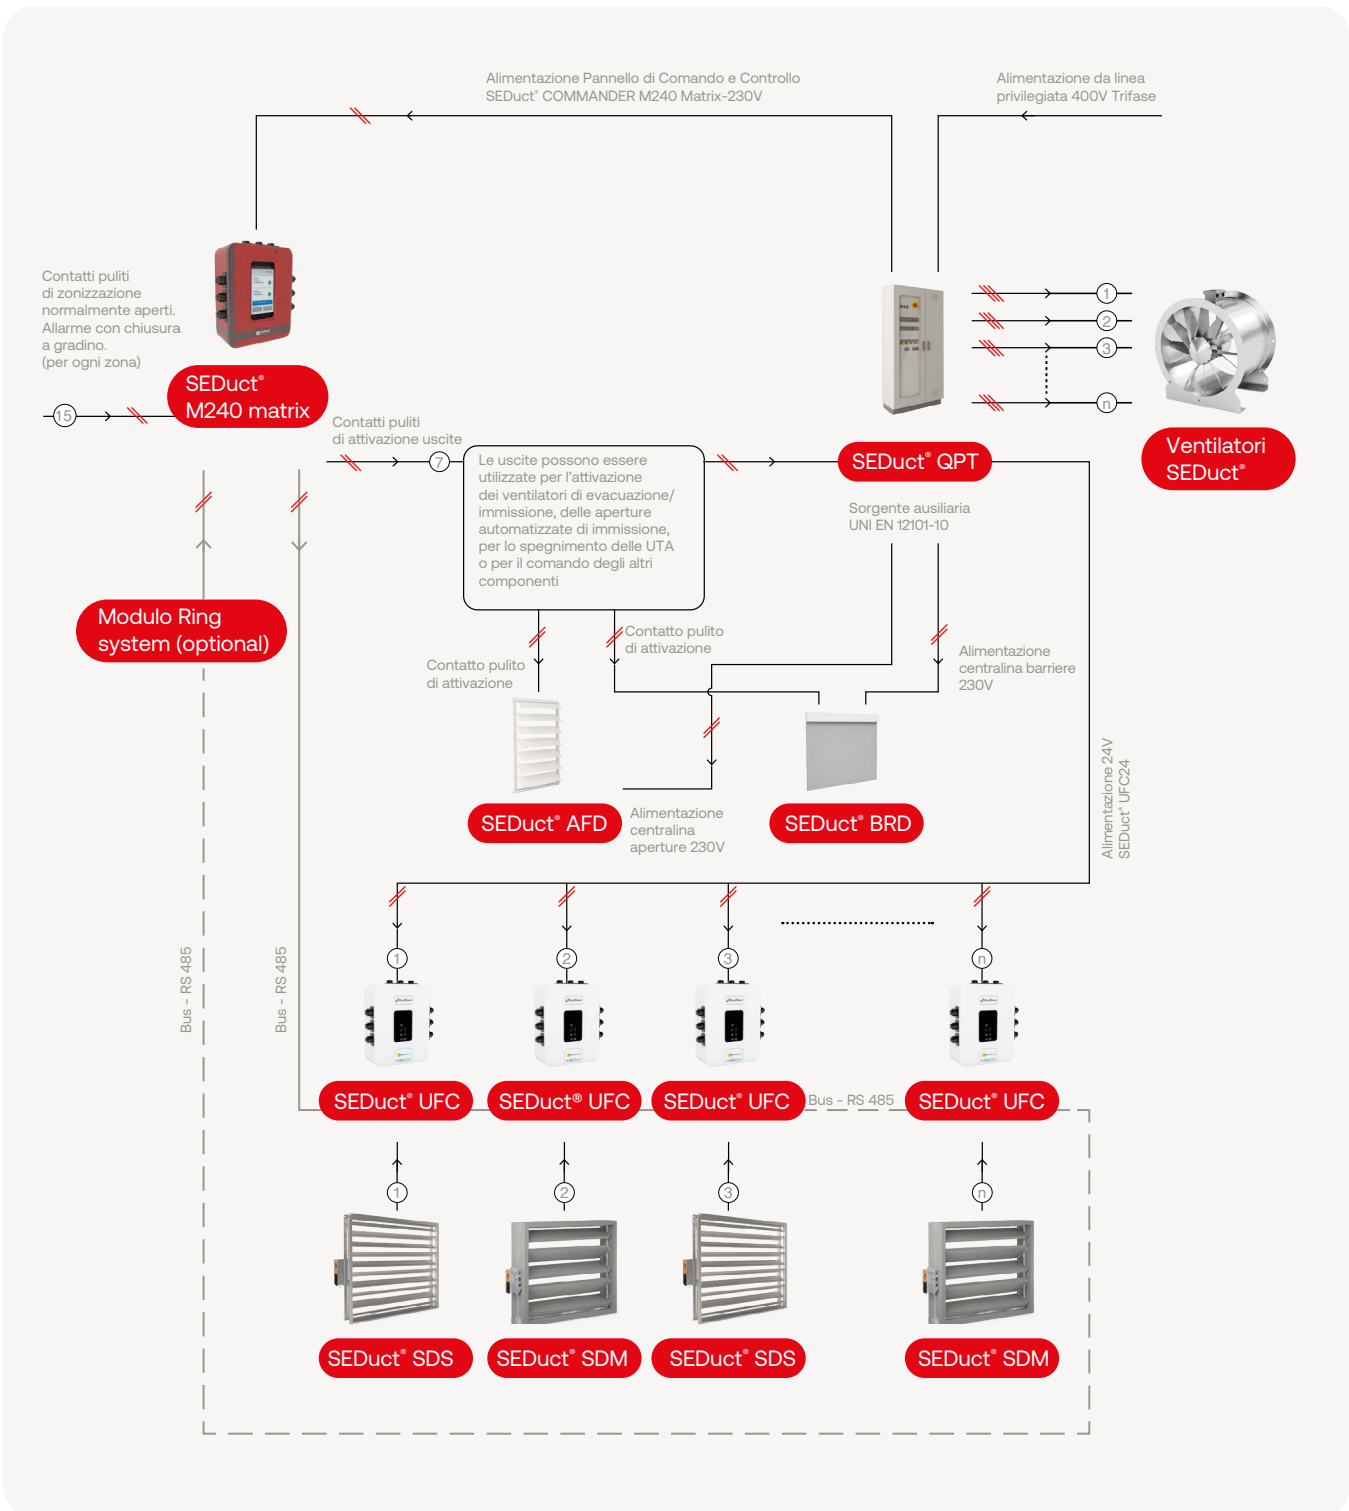 Alimentazione Pannello di Comando e Controllo
SEDuct® COMMANDER M240 Matrix-230V
Alimentazione da linea
privilegiata 400V Trifase
Contatti puliti
di zonizzazione
normalmente aperti.
Allarme con chiusura
a gradino.
(per ogni zona)
1
2
3
n
SEDuct®
M240 matrix
15
Contatti puliti
di attivazione uscite
7
Le uscite possono essere
utilizzate per l'attivazione
dei ventilatori di evacuazione/
immissione, delle aperture
automatizzate di immissione,
per lo spegnimento delle UTA
o per il comando degli altri
componenti
SEDuct® QPT
Ventilatori
SEDuct®
Sorgente ausiliaria
UNI EN 12101-10
Modulo Ring
system (optional)
Contatto pulito
di attivazione
Contatto pulito
di attivazione
Alimentazione
centralina barriere
230V
Alimentazione 24V
SEDuct® UFC24
SEDuct® AFD
Alimentazione
centralina
aperture 230V
SEDuct® BRD
Bus - RS 485
Bus - RS 485
1
2
3
n
SEDuct® UFC
SEDuct® UFC
SEDuct® UFC
Bus - RS 485
SEDuct® UFC
1
2
3
n
SEDuct® SDS
SEDuct® SDM
SEDuct® SDS
SEDuct® SDM